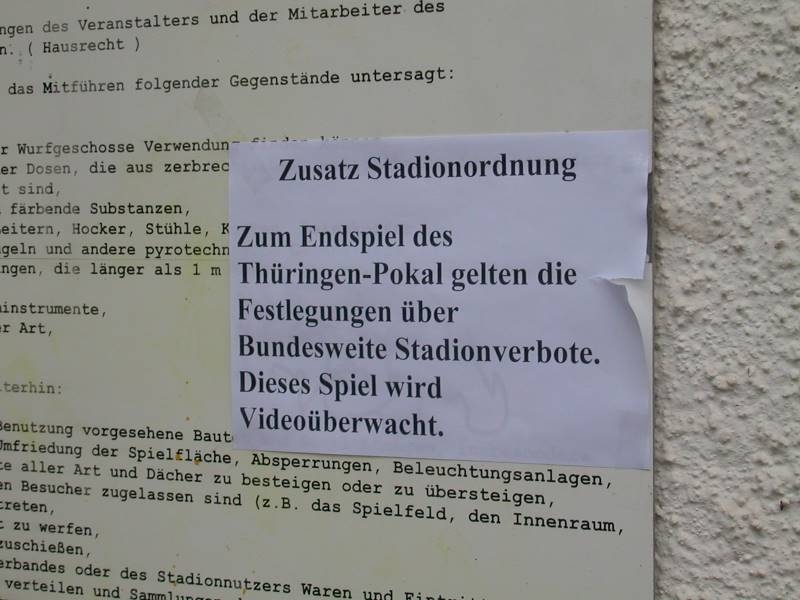 ngen des Veranstalters und der Mitarbeiter des
n. ( Hausrecht )
das Mitführen folgender Gegenstände untersagt:
r Wurfgeschosse Verwendung finden
er Dosen, die aus zerbrec
t sind,
färbende Substanzen,
eitern, Hocker, Stühle, K
geln und andere pyrotechn
ngen, die länger als 1 m
instrumente,
r Art,
terhin:
Zusatz Stadionordnung
Zum Endspiel des
Thüringen-Pokal gelten die
Festlegungen über
Bundesweite Stadionverbote.
Dieses Spiel wird
Videoüberwacht.
Benutzung vorgesehene Baut
Umfriedung der Spielfläche, Absperrungen, Beleuchtungsanlagen,
te aller Art und Dächer zu besteigen oder zu übersteigen,
en Besucher zugelassen sind (z.B. das Spielfeld, den Innenraum,
treten,
t zu werfen,
zuschießen,
erbandes oder des Stadionnutzers Waren und
verteilen und Sammlungen